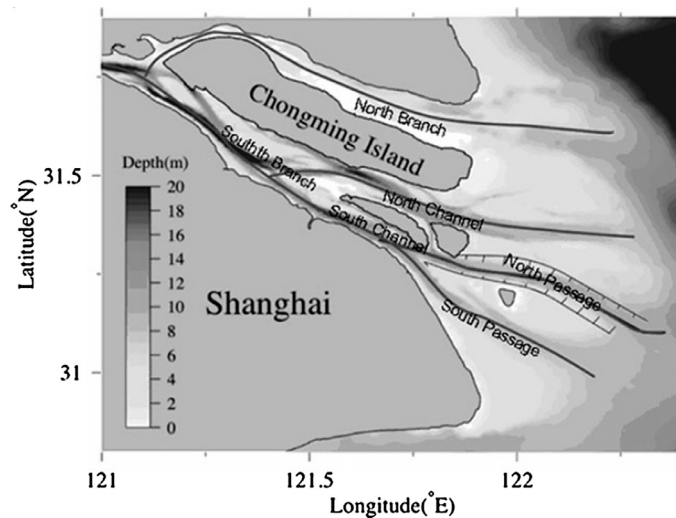 North Branch
Chongming Island
Southth Branch
Depth(m)
20
18
16
14
12
10
8
6
4
2
0
31.5
31
Latitude(°N)
North Channel
South Channel
North Passage
South Passage
Shanghai
121
121.5
122
Longitude(°E)